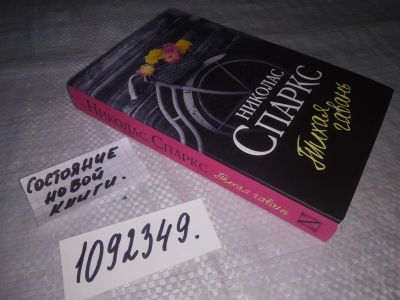 НИКОЛАС
СПАРКС
Тихая
гавань
НИКОЛАС СПАРКС
Тихая гавань
N
СОСТОЯНИЕ
НОВОЙ
КНИГИ.
1092349.